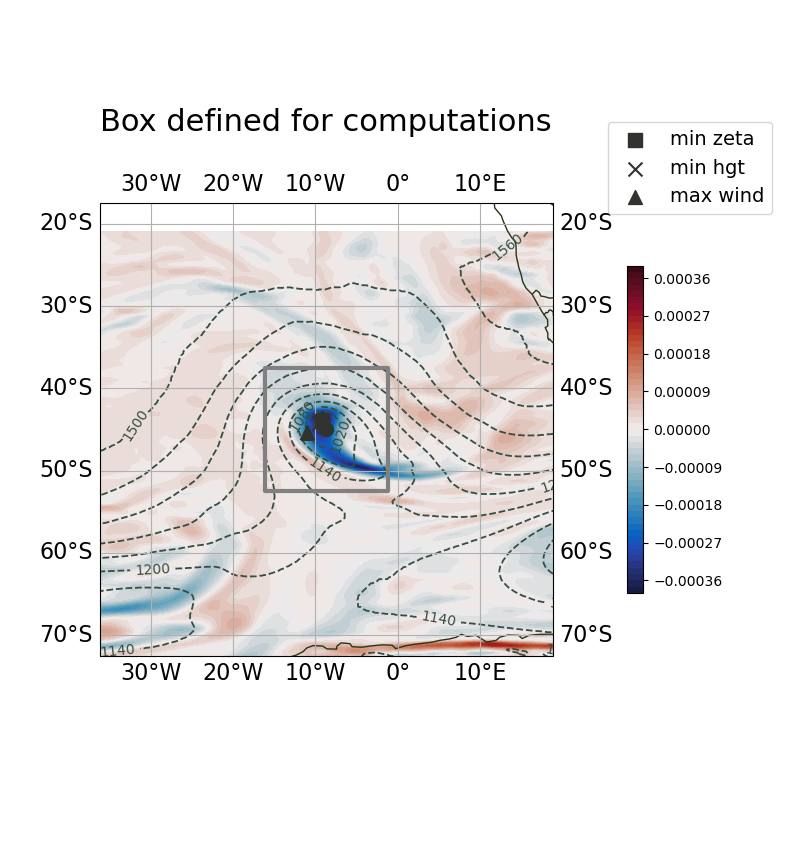 Box defined for computations
min zeta
min hgt
max wind
30°W 20°W 10°W 0° 10°E
20°S 20°S
30°S 30°S
40°S 40°S
50°S 50°S
60°S 60°S
70°S 70°S
30°W 20°W 10°W 0° 10°E
1560
1500
1080
1020
1140
1200
1140
1140
0.00036
0.00027
0.00018
0.00009
0.00000
−0.00009
−0.00018
−0.00027
−0.00036